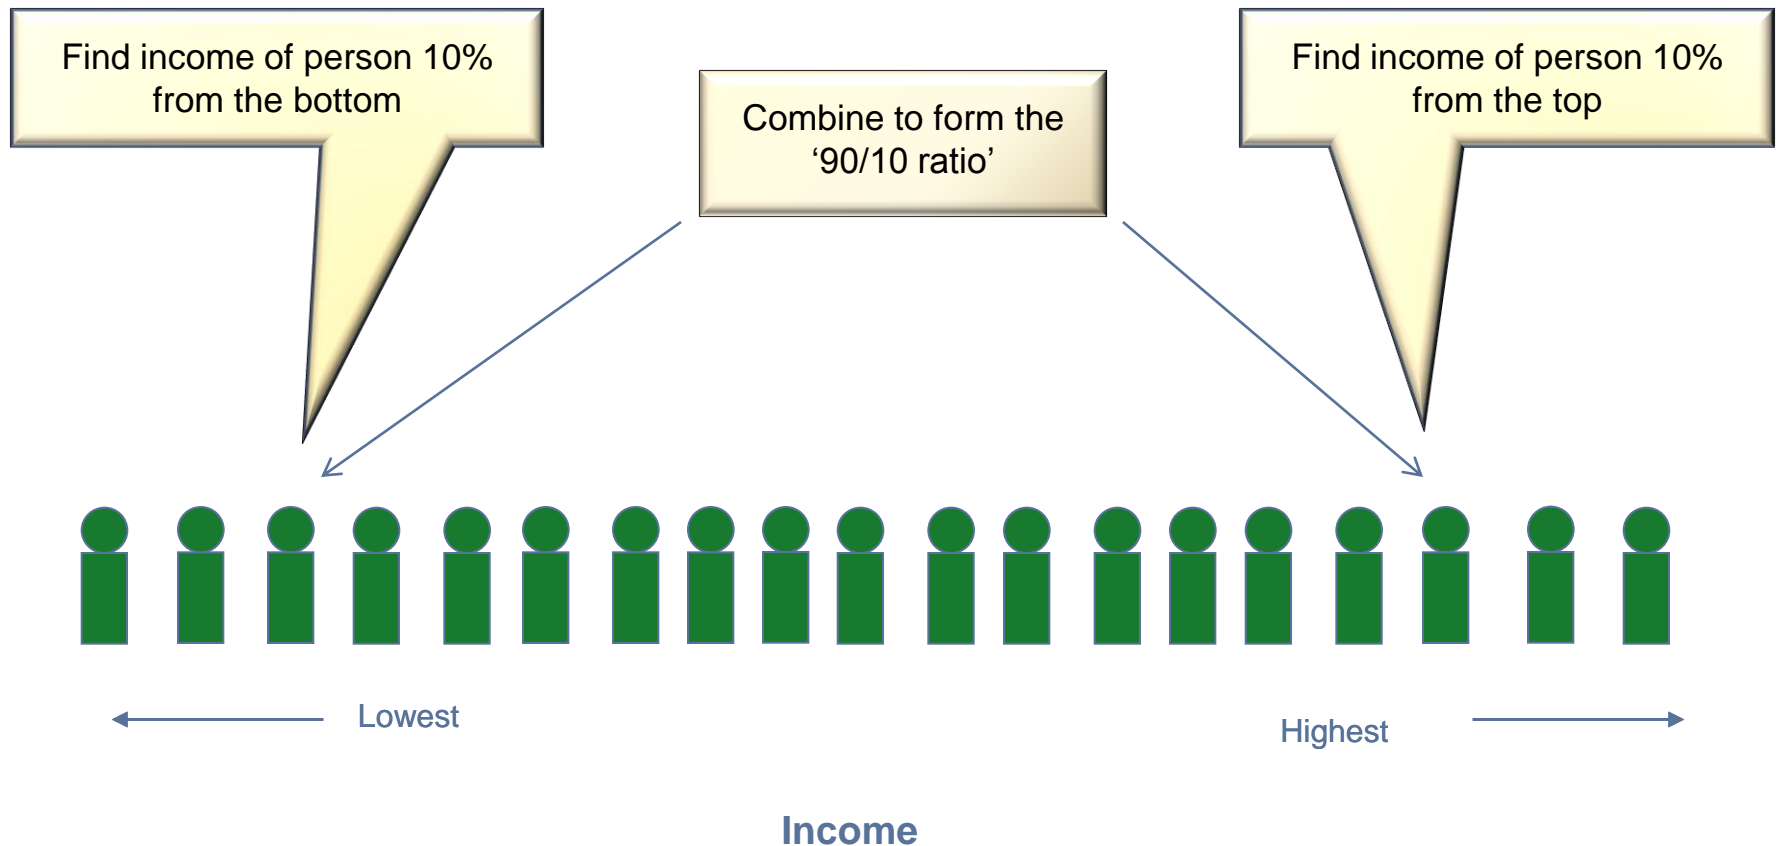 Find income of person 10%
from the bottom
Combine to form the
‘90/10 ratio’
Find income of person 10%
from the top
Lowest
Highest
Income